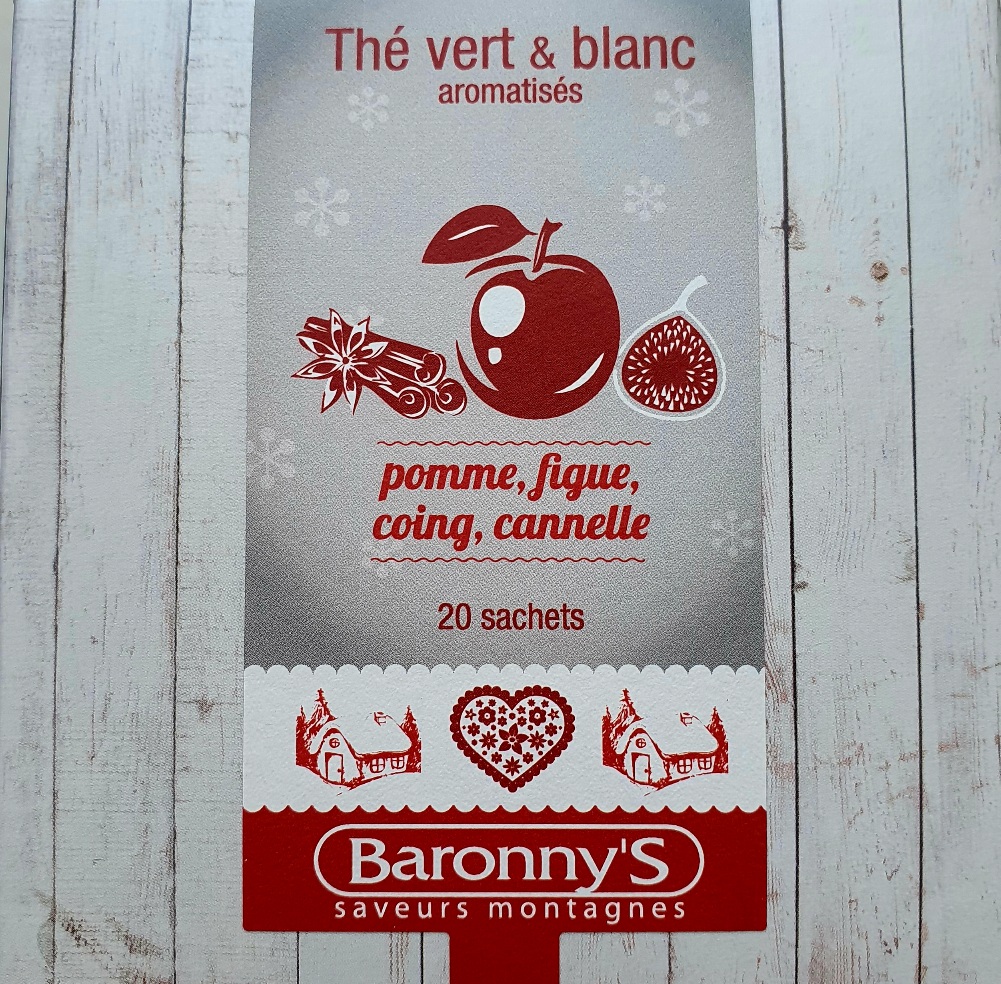 Thé vert & blanc
aromatisés
pomme, figue,
coing, cannelle
20 sachets
Baronny'S
saveurs montagnes